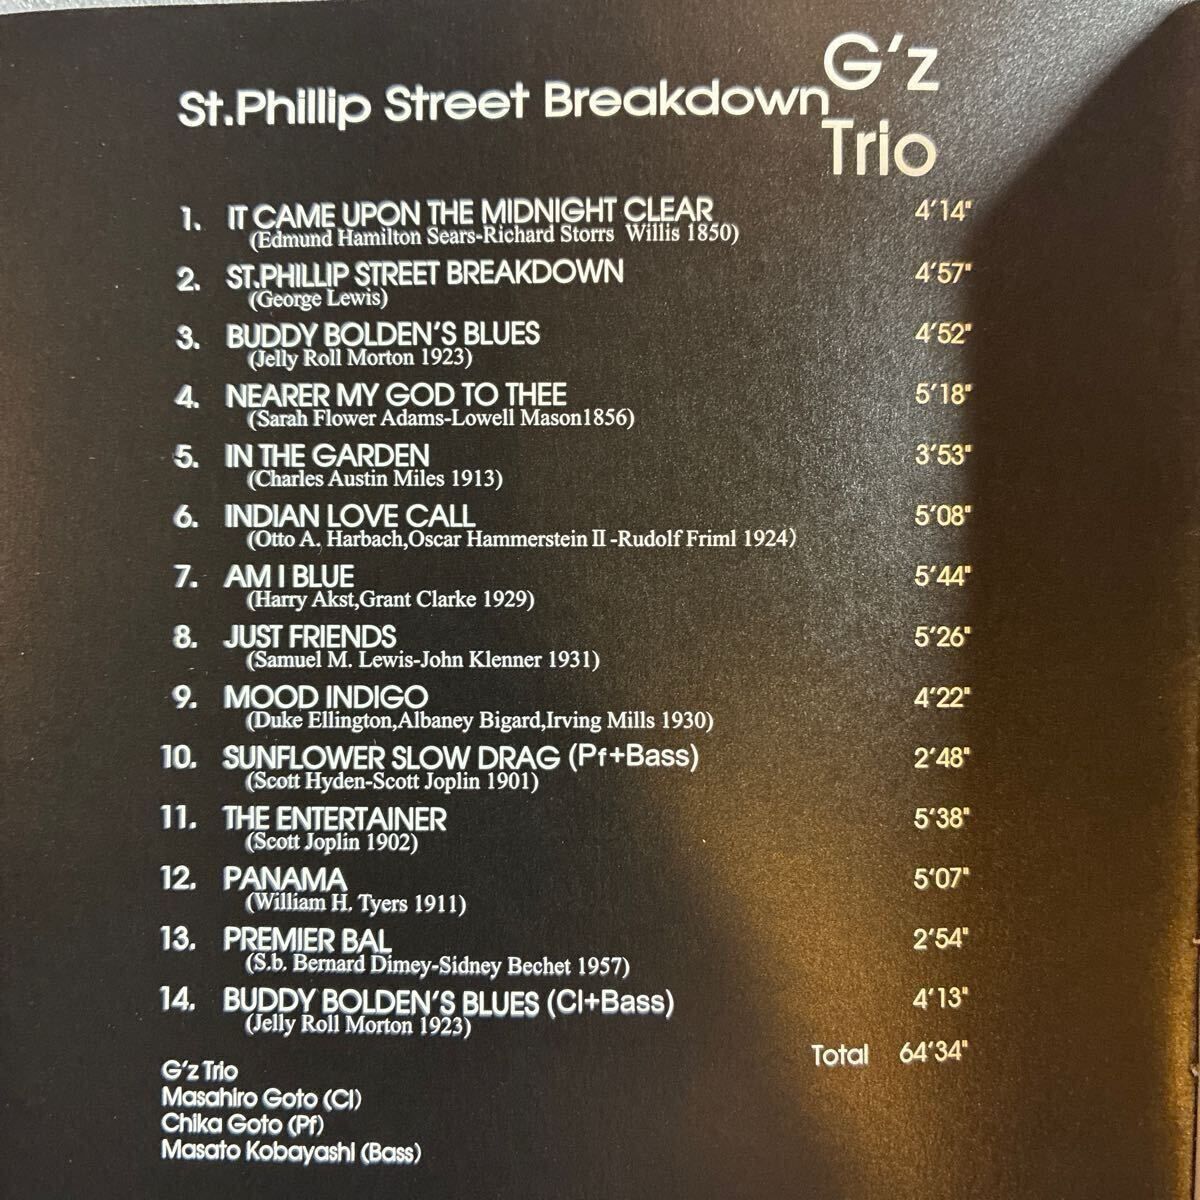 St.Phillip Street Breakdown
G'z
Trio
1. IT CAME UPON THE MIDNIGHT CLEAR 4'14"
(Edmund Hamilton Sears-Richard Storrs Willis 1850)
2. ST.PHILLIP STREET BREAKDOWN 4'57"
(George Lewis)
3. BUDDY BOLDEN'S BLUES 4'52"
(Jelly Roll Morton 1923)
4. NEARER MY GOD TO THEE 5'18"
(Sarah Flower Adams-Lowell Mason1856)
5. IN THE GARDEN 3'53"
(Charles Austin Miles 1913)
6. INDIAN LOVE CALL 5'08"
(Otto A. Harbach,Oscar Hammerstein II -Rudolf Friml 1924)
7. AM I BLUE 5'44"
(Harry Akst,Grant Clarke 1929)
8. JUST FRIENDS 5'26"
(Samuel M. Lewis-John Klenner 1931)
9. MOOD INDIGO 4'22"
(Duke Ellington,Albaney Bigard,Irving Mills 1930)
10. SUNFLOWER SLOW DRAG (Pf+Bass) 2'48"
(Scott Hyden-Scott Joplin 1901)
11. THE ENTERTAINER 5'38"
(Scott Joplin 1902)
12. PANAMA 5'07"
(William H. Tyers 1911)
13. PREMIER BAL 2'54"
(S.b. Bernard Dimey-Sidney Bechet 1957)
14. BUDDY BOLDEN'S BLUES (Cl+Bass) 4'13"
(Jelly Roll Morton 1923)
Total 64'34"
G'z Trio
Masahiro Goto (Cl)
Chika Goto (Pf)
Masato Kobayashl (Bass)